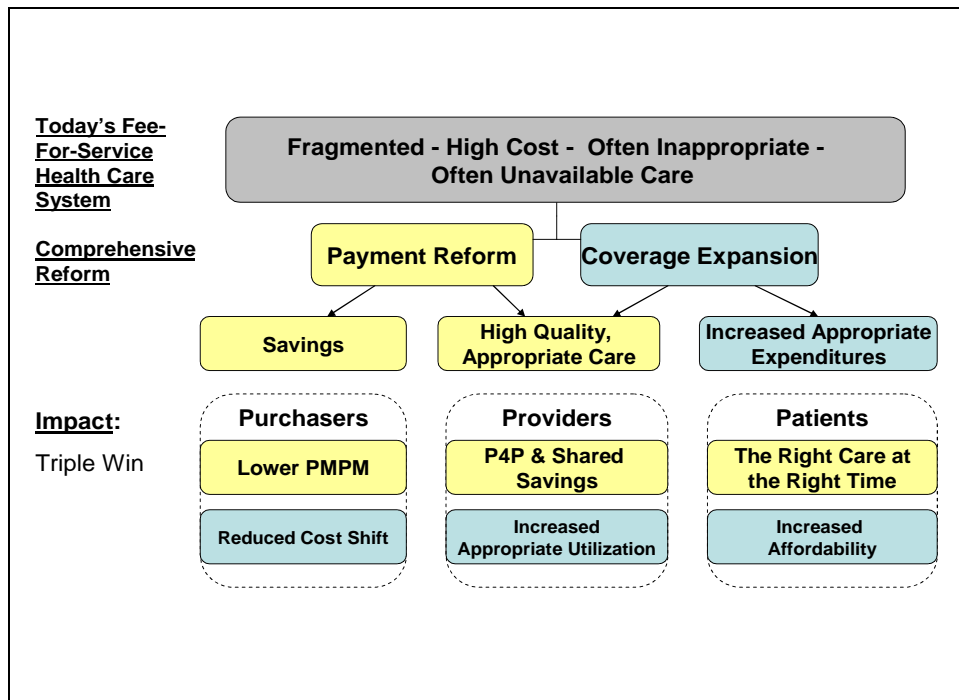 Today's Fee-
For-Service
Health Care
System
Fragmented - High Cost -  Often Inappropriate -
Often Unavailable Care
Comprehensive
Reform
Payment Reform
Coverage Expansion
Savings
High Quality,
Appropriate Care
Increased Appropriate
Expenditures
Impact:
Triple Win
Purchasers
Lower PMPM
Reduced Cost Shift
Providers
P4P & Shared
Savings
Increased
Appropriate Utilization
Patients
The Right Care at
the Right Time
Increased
Affordability